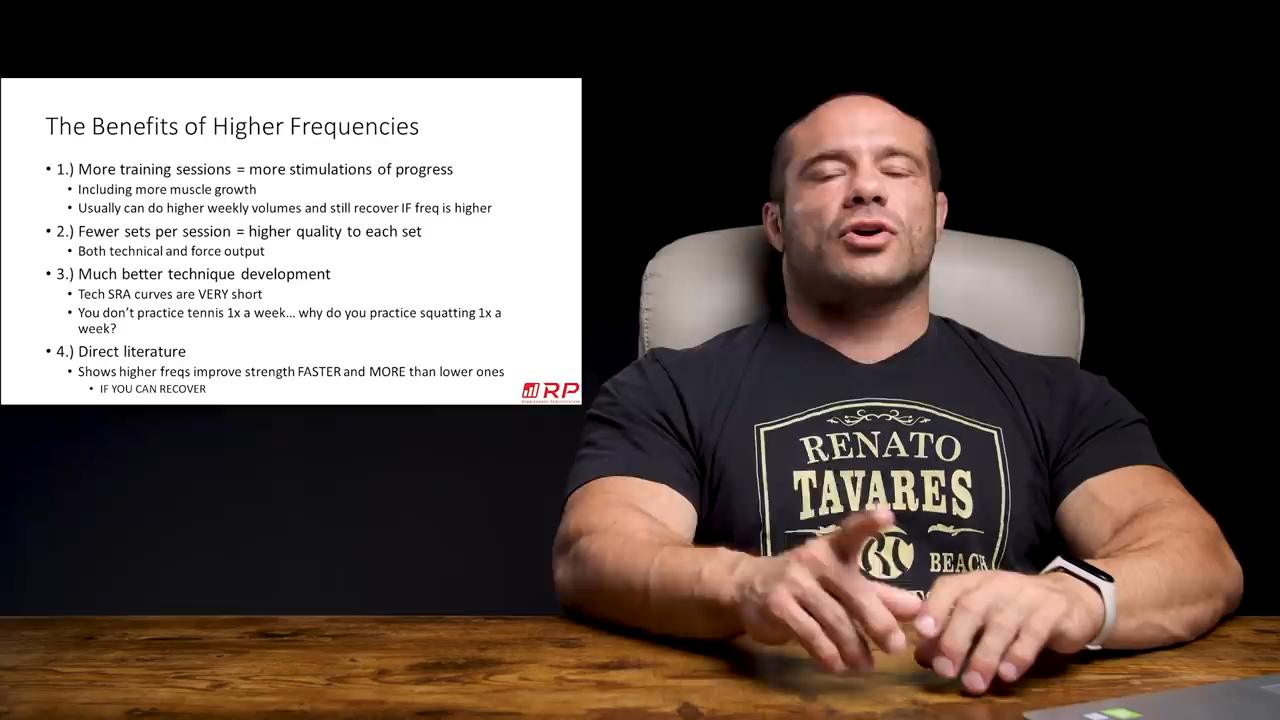 The Benefits of Higher Frequencies
• 1.) More training sessions = more stimulations of progress
• Including more muscle growth
• Usually can do higher weekly volumes and still recover IF freq is higher
• 2.) Fewer sets per session = higher quality to each set
• Both technical and force output
• 3.) Much better technique development
• Tech SRA curves are VERY short
• You don't practice tennis 1x a week... why do you practice squatting 1x a
week?
• 4.) Direct literature
• Shows higher freqs improve strength FASTER and MORE than lower ones
• IF YOU CAN RECOVER
RP
RENATO
TAVARES
BEACH